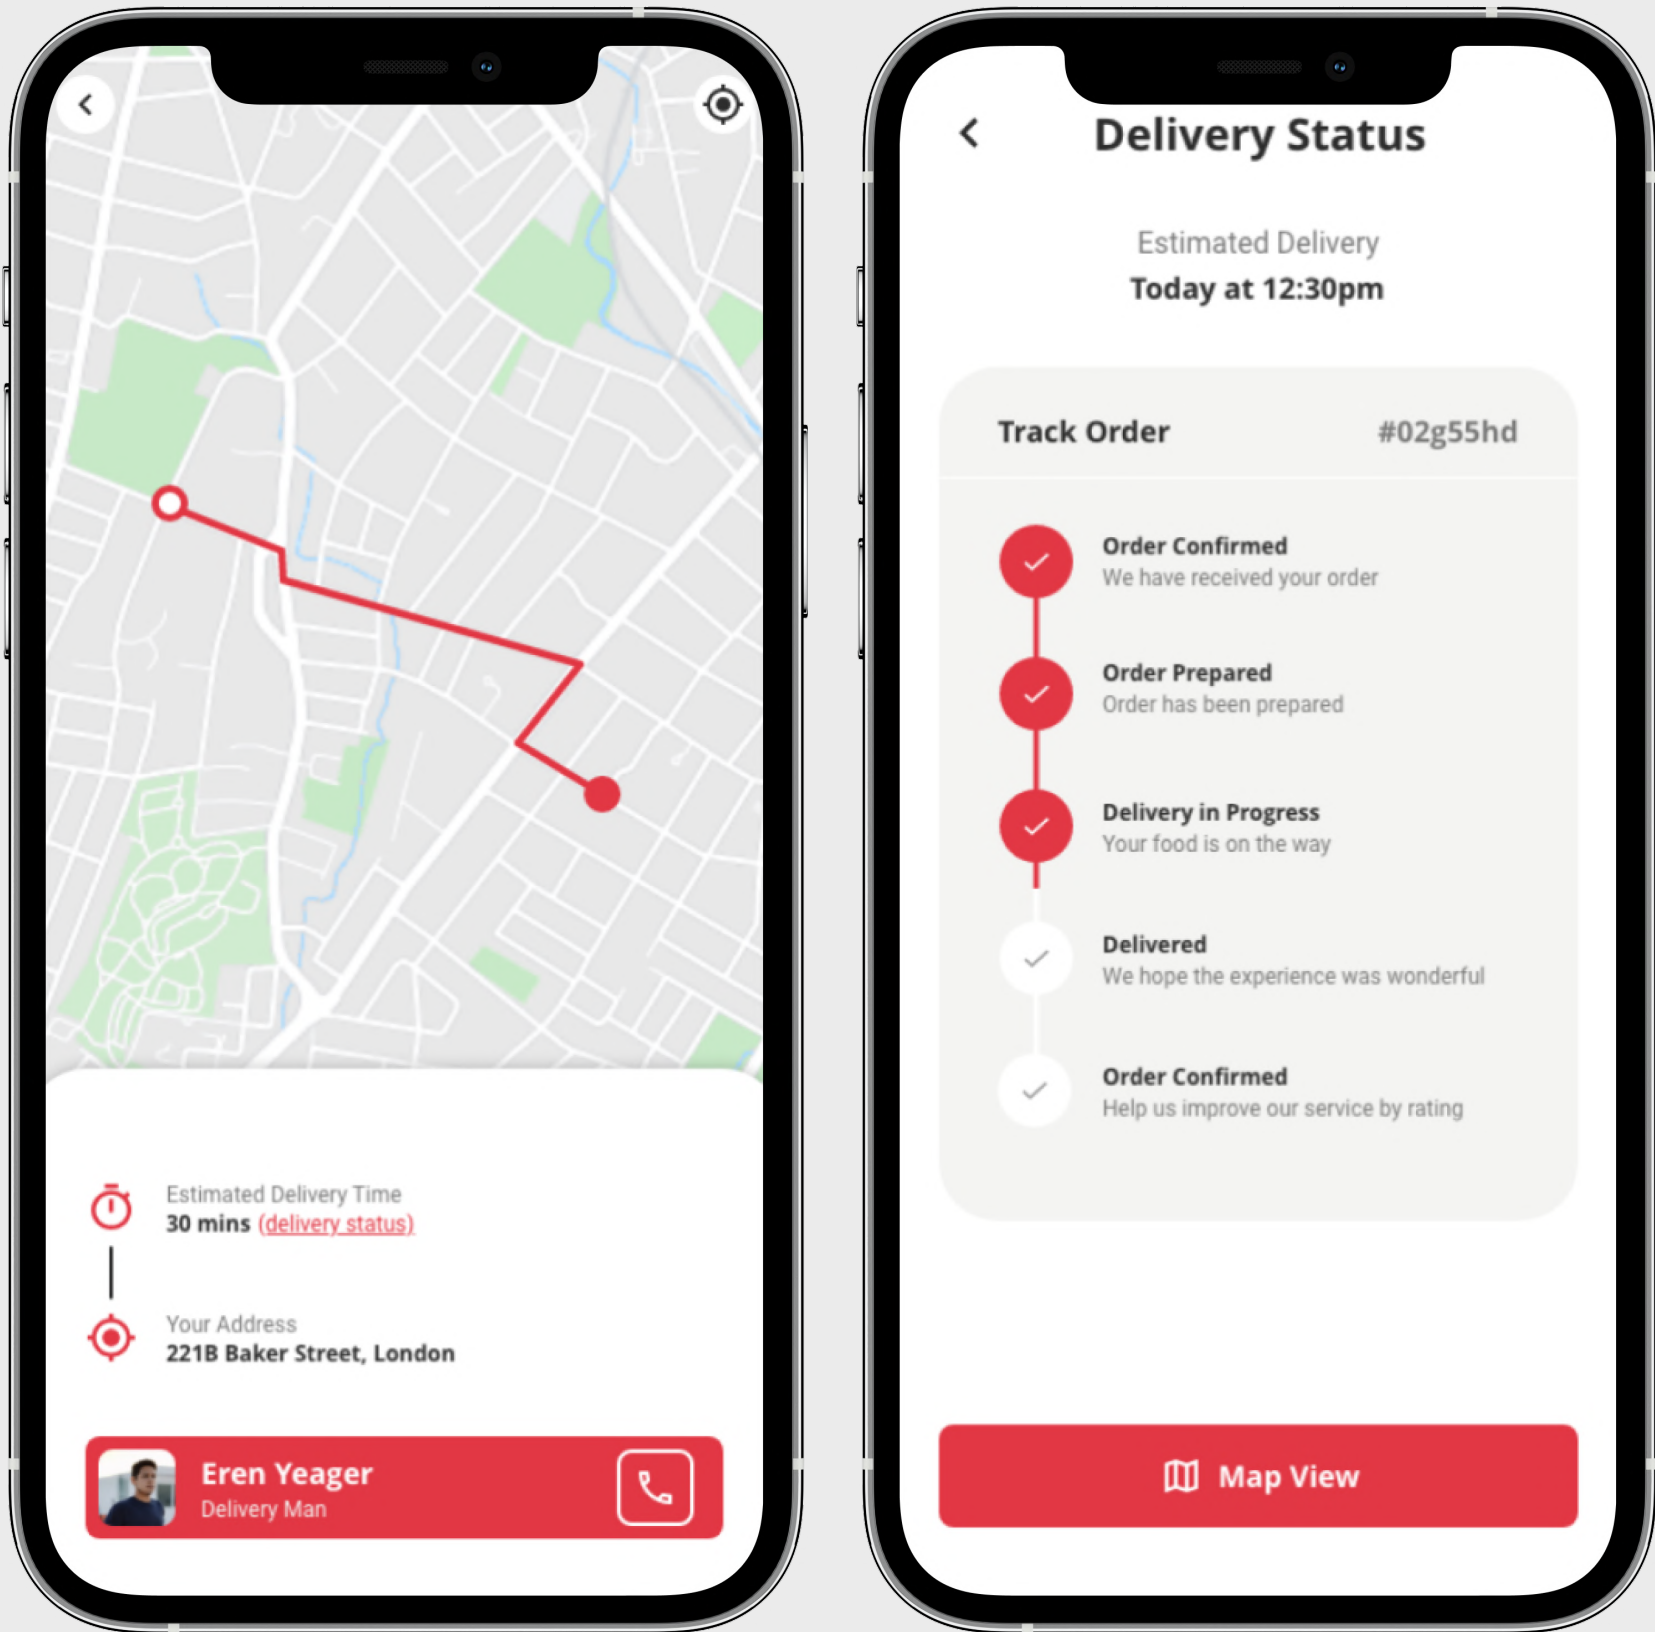 Estimated Delivery Time
30 mins (delivery status)
Your Address
221B Baker Street, London
Eren Yeager
Delivery Man
Delivery Status
Estimated Delivery
Today at 12:30pm
Track Order #02g55hd
Order Confirmed
We have received your order
Order Prepared
Order has been prepared
Delivery in Progress
Your food is on the way
Delivered
We hope the experience was wonderful
Order Confirmed
Help us improve our service by rating
Map View